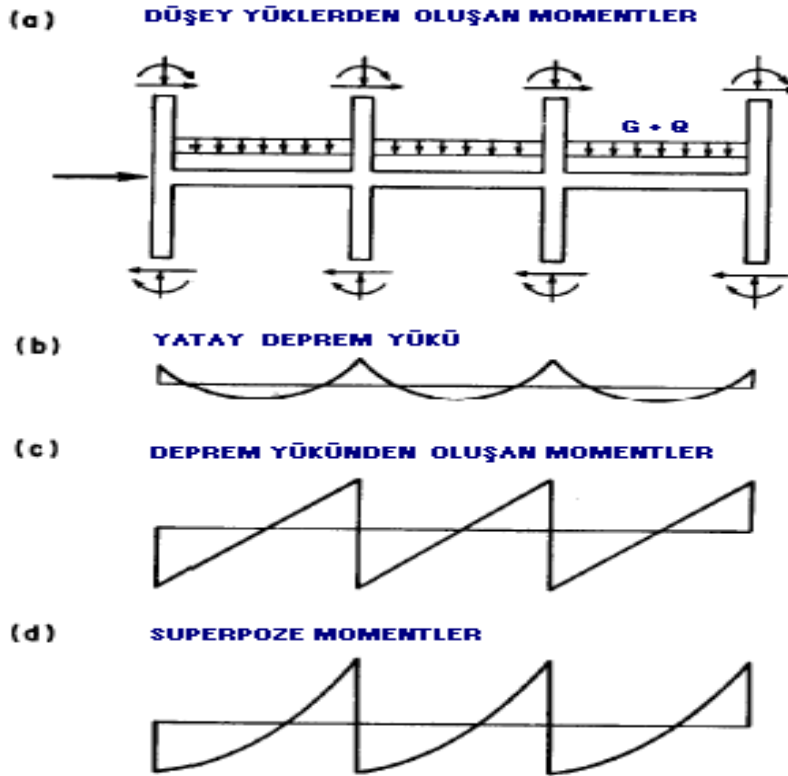 (a) DÜŞEY YÜKLERDEN OLUŞAN MOMENTLER
G + Q
(b) YATAY DEPREM YÜKÜ
(c) DEPREM YÜKÜNDEN OLUŞAN MOMENTLER
(d) SUPERPOZE MOMENTLER